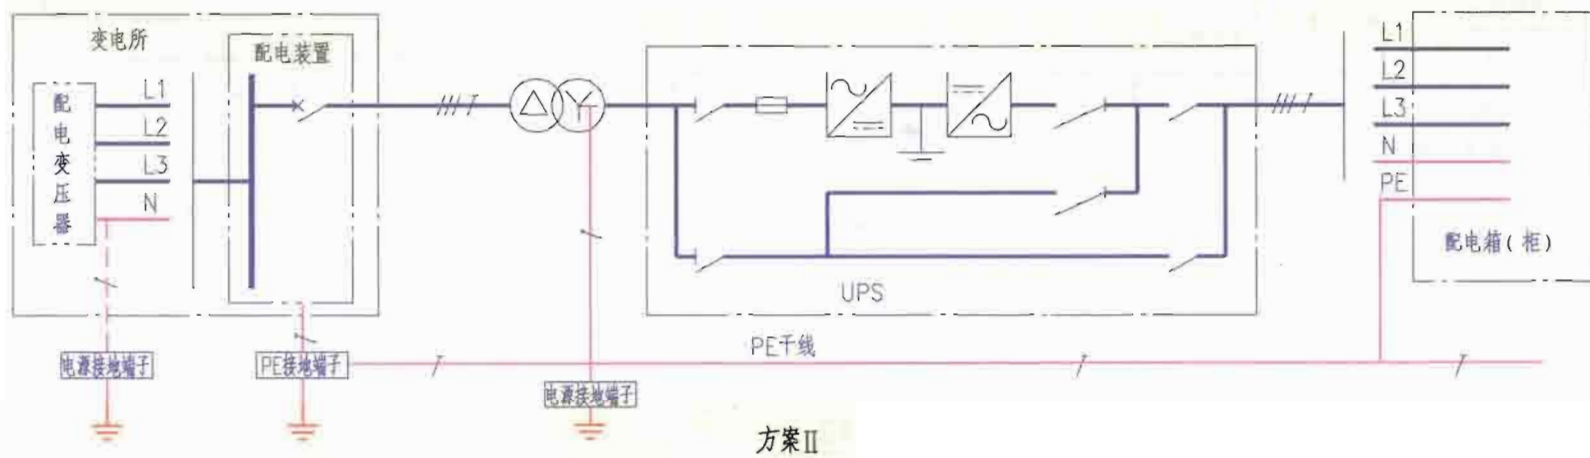 变电所
配电装置
配电变压器
L1
L2
L3
N
UPS
L1
L2
L3
N
PE
配电箱(柜)
电源接地端子
PE接地端子
PE干线
电源接地端子
方案Ⅱ